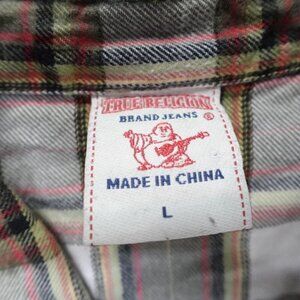 TRUE RELIGION
BRAND JEANS ®
MADE IN CHINA
L